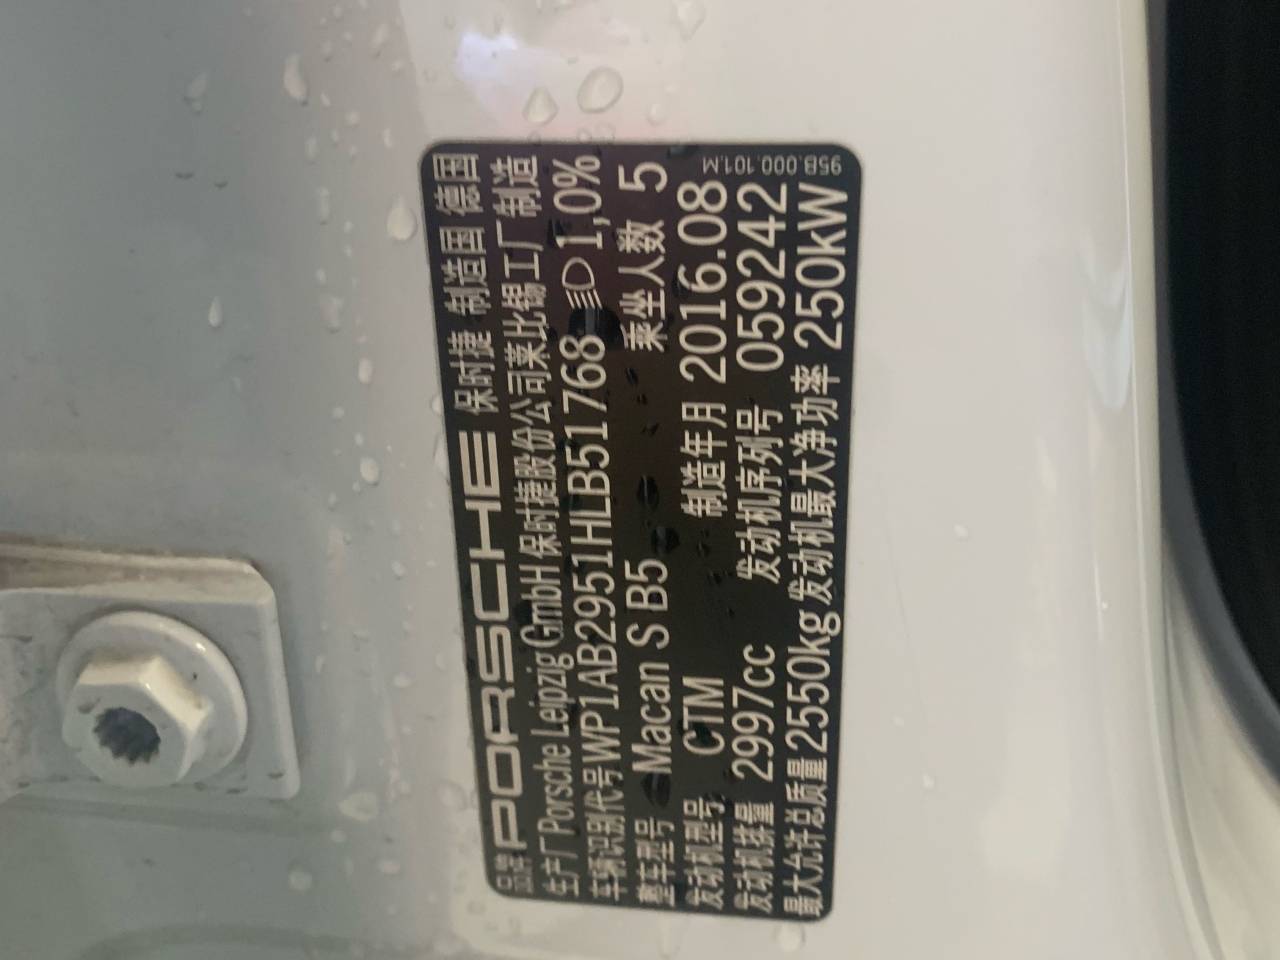 品牌 PORSCHE 保时捷 制造国 德国
生产厂 Porsche Leipzig GmbH 保时捷股份公司莱比锡工厂制造
车辆识别代号 WP1AB2951HLB51768 1,0%
整车型号 Macan S B5 乘坐人数 5
发动机型号 CTM 制造年月 2016.08
发动机排量 2997cc 发动机序列号 059242
最大允许总质量 2550kg 发动机最大净功率 250kW
95B.000.101.M